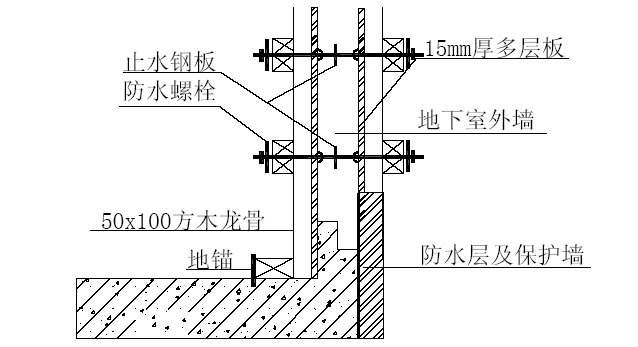 止水钢板
15mm厚多层板
防水螺栓
地下室外墙
50x100方木龙骨
地锚
防水层及保护墙